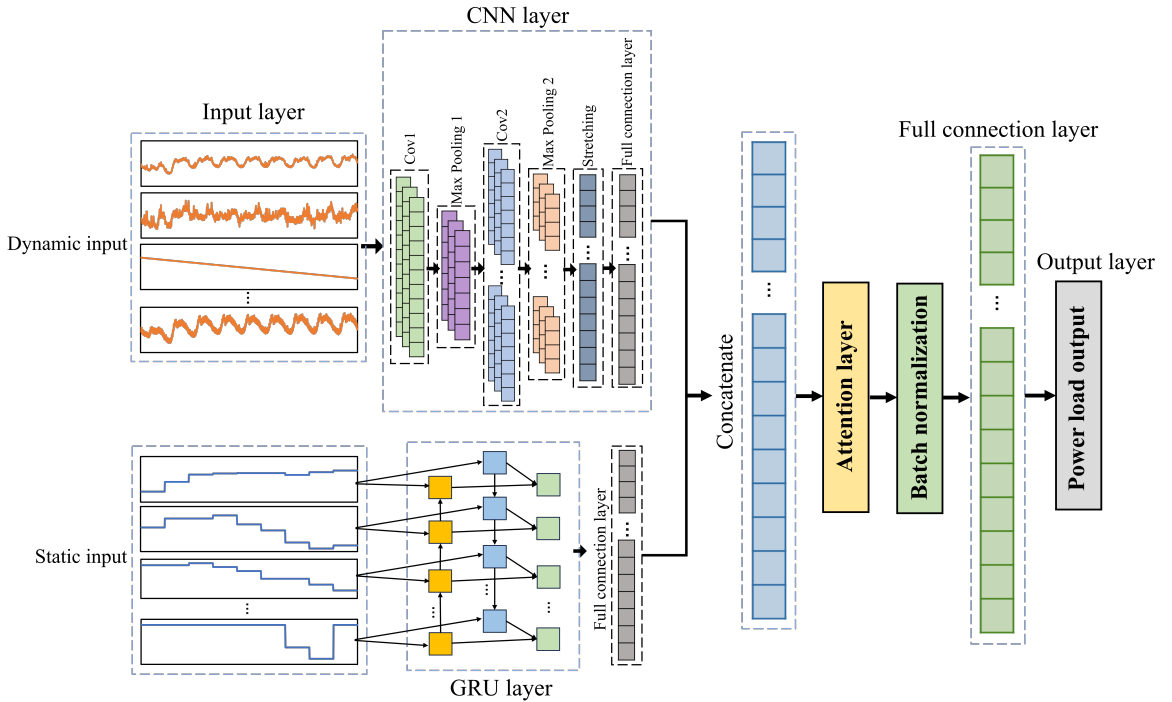 CNN layer
Input layer
Dynamic input
...
Cov1
Max Pooling 1
Cov2
...
Max Pooling 2
...
Stretching
...
Full connection layer
...
Static input
...
...
...
...
GRU layer
Full connection layer
...
Concatenate
...
Attention layer
Batch normalization
Full connection layer
...
Output layer
Power load output